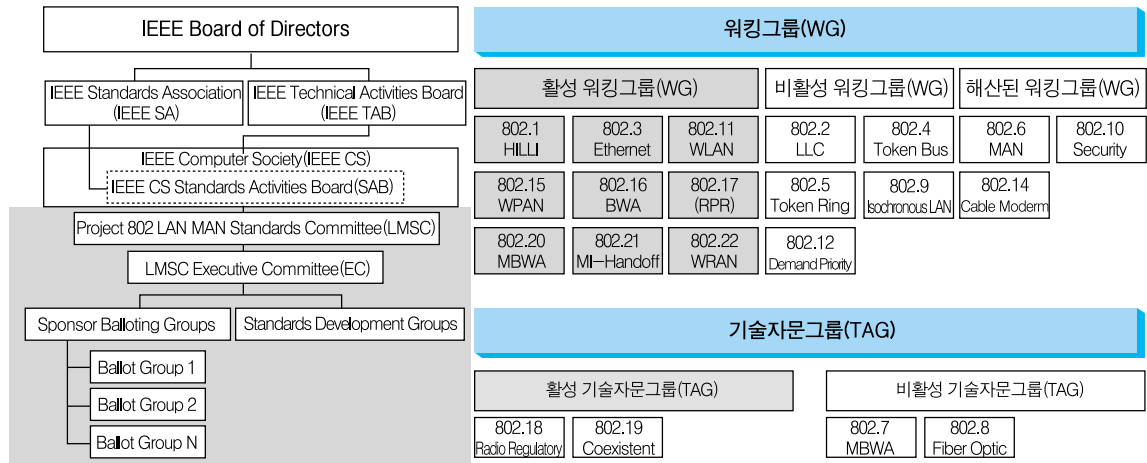 IEEE Board of Directors
IEEE Standards Association
(IEEE SA)
IEEE Technical Activities Board
(IEEE TAB)
IEEE Computer Society(IEEE CS)
IEEE CS Standards Activities Board(SAB)
Project 802 LAN MAN Standards Committee(LMSC)
LMSC Executive Committee(EC)
Sponsor Balloting Groups
Standards Development Groups
Ballot Group 1
Ballot Group 2
Ballot Group N
워킹그룹(WG)
활성 워킹그룹(WG)
비활성 워킹그룹(WG)
해산된 워킹그룹(WG)
802.1
HILLI
802.3
Ethernet
802.11
WLAN
802.2
LLC
802.4
Token Bus
802.6
MAN
802.10
Security
802.15
WPAN
802.16
BWA
802.17
(RPR)
802.5
Token Ring
802.9
Isochronous LAN
802.14
Cable Moderm
802.20
MBWA
802.21
MI-Handoff
802.22
WRAN
802.12
Demand Priority
기술자문그룹(TAG)
활성 기술자문그룹(TAG)
비활성 기술자문그룹(TAG)
802.18
Radio Regulatory
802.19
Coexistent
802.7
MBWA
802.8
Fiber Optic